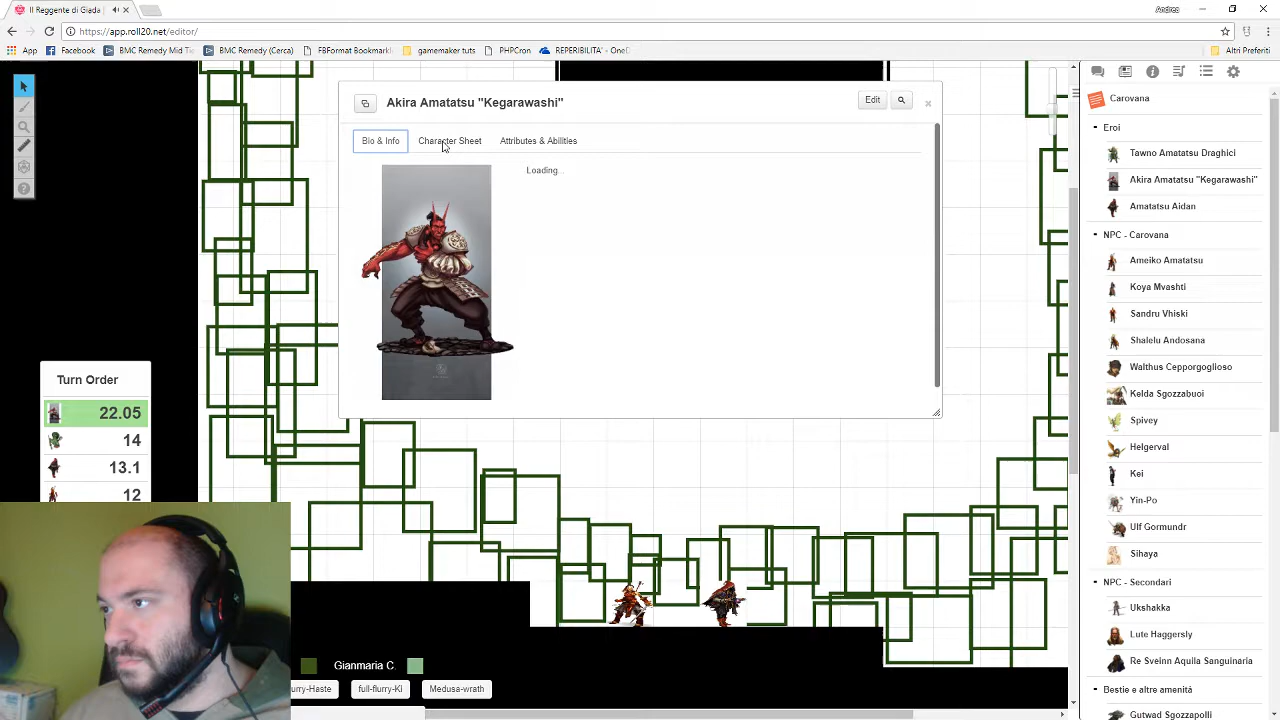 Il Reggente di Giada
Andrea
https://app.roll20.net/editor/
App
Facebook
BMC Remedy Mid Tie
BMC Remedy (Cerca)
FBFormat Bookmarkl
gamemaker tuts
PHPCron
REPERIBILITA' - OneD
Altri Preferiti
Akira Amatatsu "Kegarawashi"
Edit
Bio & Info
Character Sheet
Attributes & Abilities
Loading...
Turn Order
22.05
14
13.1
12
Gianmaria C.
urry-Haste
full-flurry-KI
Medusa-wrath
Carovana
Eroi
Tawno Amatatsu Draghici
Akira Amatatsu "Kegarawashi"
Amatatsu Aidan
NPC - Carovana
Ameiko Amatatsu
Koya Mvashti
Sandru Vhiski
Shalelu Andosana
Walthus Ceppogoglioso
Kelda Sgozzabuoi
Spivey
Helgerval
Kei
Yin-Po
Ulf Gormundr
Sihaya
NPC - Secondari
Ukshakka
Lute Haggersly
Re Sveinn Aquila Sanguinaria
Bestie e altre amenità
Gutwad Sgozzapolli